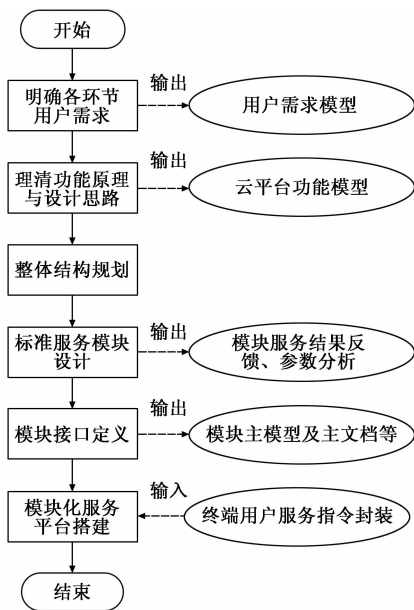 开始
明确各环节
用户需求
输出
用户需求模型
理清功能原理
与设计思路
输出
云平台功能模型
整体结构规划
标准服务模块
设计
输出
模块服务结果反
馈、参数分析
模块接口定义
输出
模块主模型及主文档等
模块化服务
平台搭建
输入
终端用户服务指令封装
结束